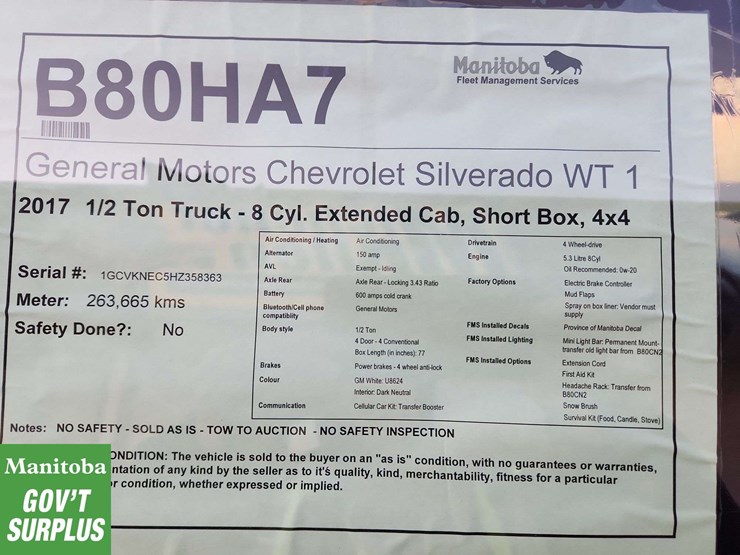 B80HA7
Manitoba
Fleet Management Services
General Motors Chevrolet Silverado WT 1
2017 1/2 Ton Truck - 8 Cyl. Extended Cab, Short Box, 4x4
Serial #: 1GCVKNEC5HZ358363
Meter: 263,665 kms
Safety Done?: No
Air Conditioning / Heating Air Conditioning
Alternator 150 amp
AVL Exempt - Idling
Axle Rear Axle Rear - Locking 3.43 Ratio
Battery 600 amps cold crank
Bluetooth/Cell phone General Motors
compatiblity
Body style 1/2 Ton
4 Door - 4 Conventional
Box Length (in inches): 77
Brakes Power brakes - 4 wheel anti-lock
Colour GM White: U8624
Interior: Dark Neutral
Communication Cellular Car Kit: Transfer Booster
Drivetrain 4 Wheel-drive
Engine 5.3 Litre 8Cyl
Oil Recommended: 0w-20
Factory Options Electric Brake Controller
Mud Flaps
Spray on box liner: Vendor must
supply
FMS Installed Decals Province of Manitoba Decal
FMS Installed Lighting Mini Light Bar: Permanent Mount-
transfer old light bar from B80CN2
FMS Installed Options Extension Cord
First Aid Kit
Headache Rack: Transfer from
B80CN2
Snow Brush
Survival Kit (Food, Candle, Stove)
Notes: NO SAFETY - SOLD AS IS - TOW TO AUCTION - NO SAFETY INSPECTION
ONDITION: The vehicle is sold to the buyer on an "as is" condition, with no guarantees or warranties,
ntation of any kind by the seller as to it's quality, kind, merchantability, fitness for a particular
r condition, whether expressed or implied.
Manitoba
GOV'T
SURPLUS